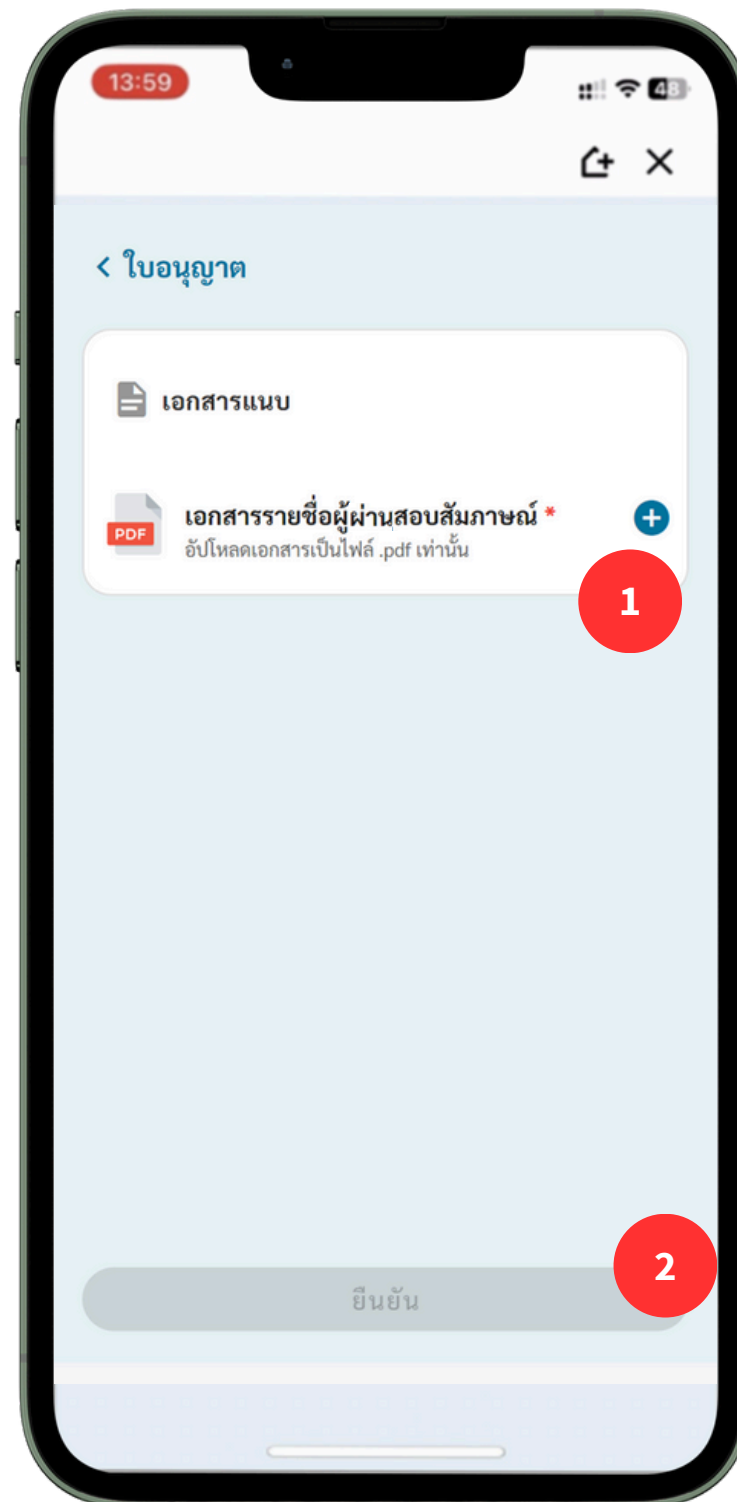 13:59
48
< ใบอนุญาต
เอกสารแนบ
PDF
เอกสารรายชื่อผู้ผ่านสอบสัมภาษณ์ *
อัปโหลดเอกสารเป็นไฟล์ .pdf เท่านั้น
1
2
ยืนยัน